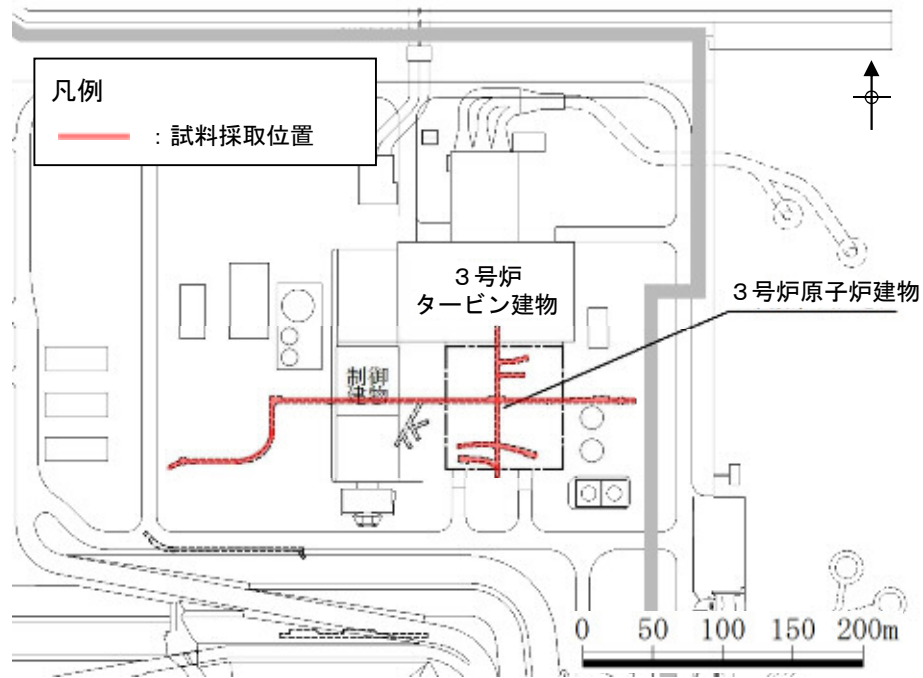 凡例
：試料採取位置
３号炉
タービン建物
３号炉原子炉建物
制御
建物
0 50 100 150 200m